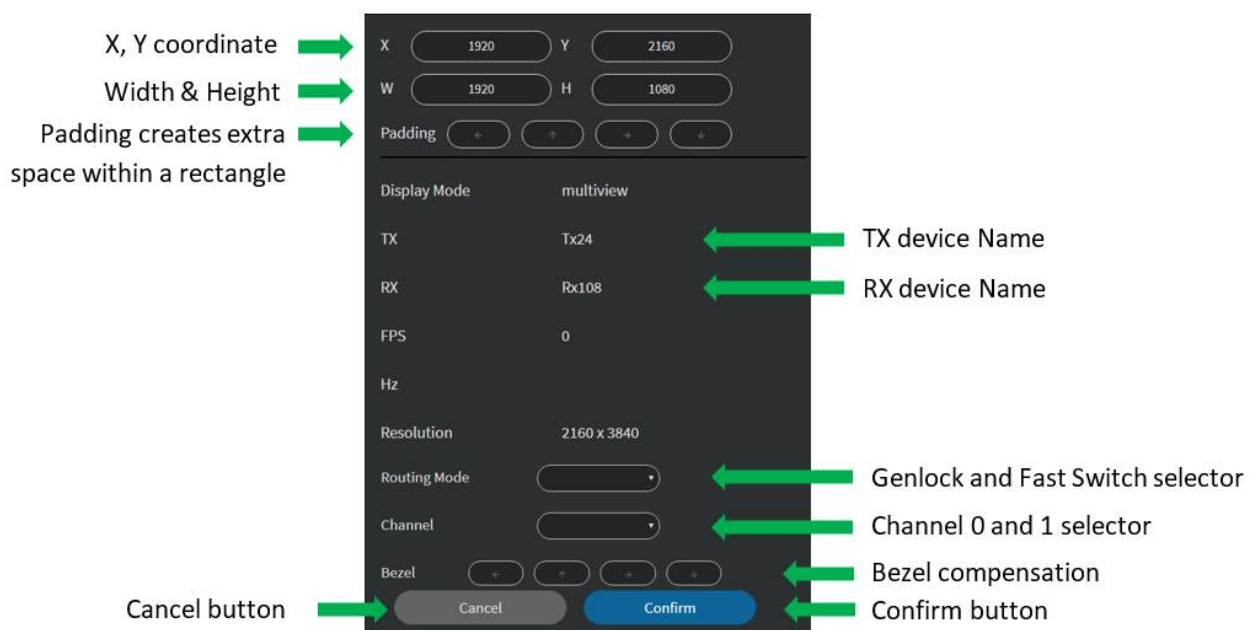 X, Y coordinate X 1920 Y 2160
Width & Height W 1920 H 1080
Padding creates extra
space within a rectangle
Padding ← ↑ → ↓
Display Mode multiview
TX Tx24 TX device Name
RX Rx108 RX device Name
FPS 0
Hz
Resolution 2160 x 3840
Routing Mode Genlock and Fast Switch selector
Channel Channel 0 and 1 selector
Bezel ← ↑ → ↓ Bezel compensation
Cancel button Cancel Confirm Confirm button